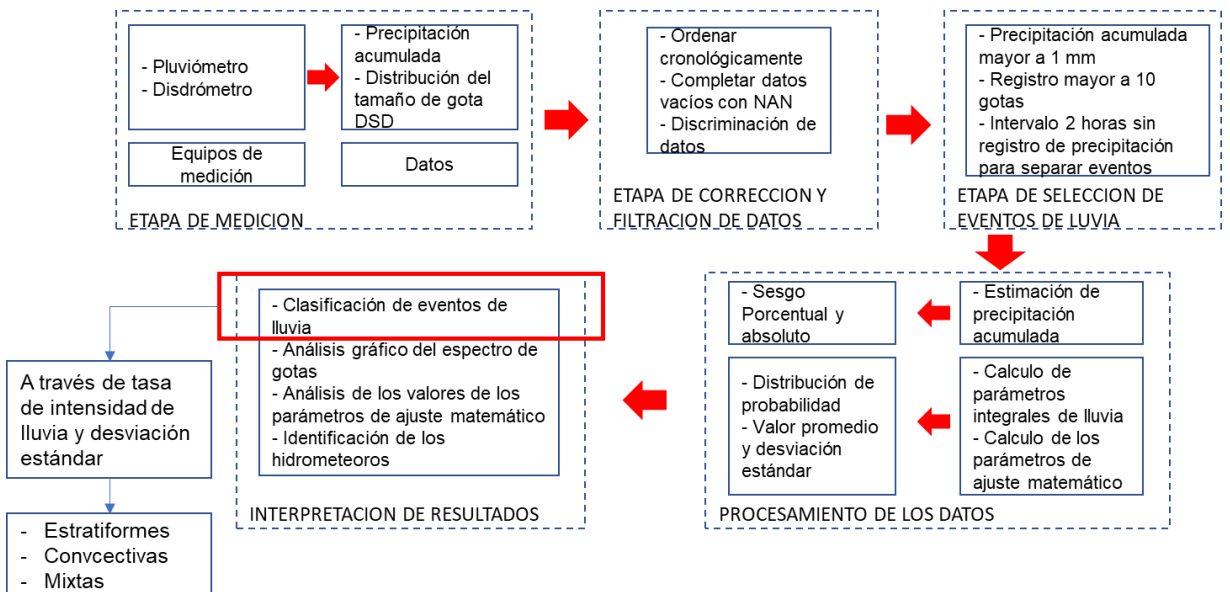 - Pluviómetro
- Disdrómetro
- Precipitación
acumulada
- Distribución del
tamaño de gota
DSD
Equipos de
medición
Datos
ETAPA DE MEDICION
- Ordenar
cronológicamente
- Completar datos
vacíos con NAN
- Discriminación de
datos
ETAPA DE CORRECCION Y
FILTRACION DE DATOS
- Precipitación acumulada
mayor a 1 mm
- Registro mayor a 10
gotas
- Intervalo 2 horas sin
registro de precipitación
para separar eventos
ETAPA DE SELECCION DE
EVENTOS DE LUVIA
- Estimación de
precipitación
acumulada
- Sesgo
Porcentual y
absoluto
- Calculo de
parámetros
integrales de lluvia
- Calculo de los
parámetros de
ajuste matemático
- Distribución de
probabilidad
- Valor promedio
y desviación
estándar
PROCESAMIENTO DE LOS DATOS
- Clasificación de eventos de
lluvia
- Análisis gráfico del espectro de
gotas
- Análisis de los valores de los
parámetros de ajuste matemático
- Identificación de los
hidrometeoros
INTERPRETACION DE RESULTADOS
A través de tasa
de intensidad de
lluvia y desviación
estándar
- Estratiformes
- Convcectivas
- Mixtas